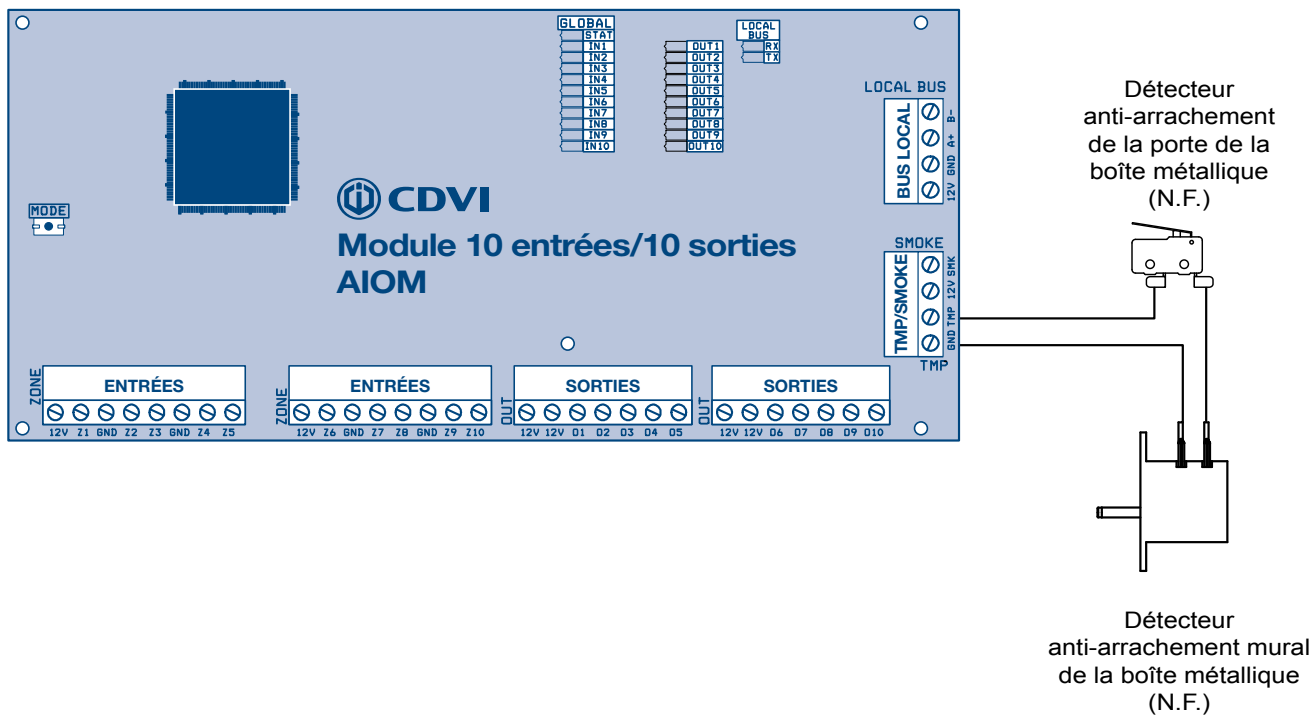 GLOBAL
STAT
IN1
IN2
IN3
IN4
IN5
IN6
IN7
IN8
IN9
IN10
OUT1
OUT2
OUT3
OUT4
OUT5
OUT6
OUT7
OUT8
OUT9
OUT10
LOCAL
BUS
RX
TX
LOCAL BUS
BUS LOCAL
B-
A+
GND
12V
MODE
CDVI
Module 10 entrées/10 sorties
AIOM
SMOKE
TMP/SMOKE
SMK
12V
TMP
GND
TMP
ZONE
ENTRÉES
12V Z1 GND Z2 Z3 GND Z4 Z5
ZONE
ENTRÉES
12V Z6 GND Z7 Z8 GND Z9 Z10
OUT
SORTIES
12V 12V O1 O2 O3 O4 O5
OUT
SORTIES
12V 12V O6 O7 O8 O9 O10
Détecteur
anti-arrachement
de la porte de la
boîte métallique
(N.F.)
Détecteur
anti-arrachement mural
de la boîte métallique
(N.F.)